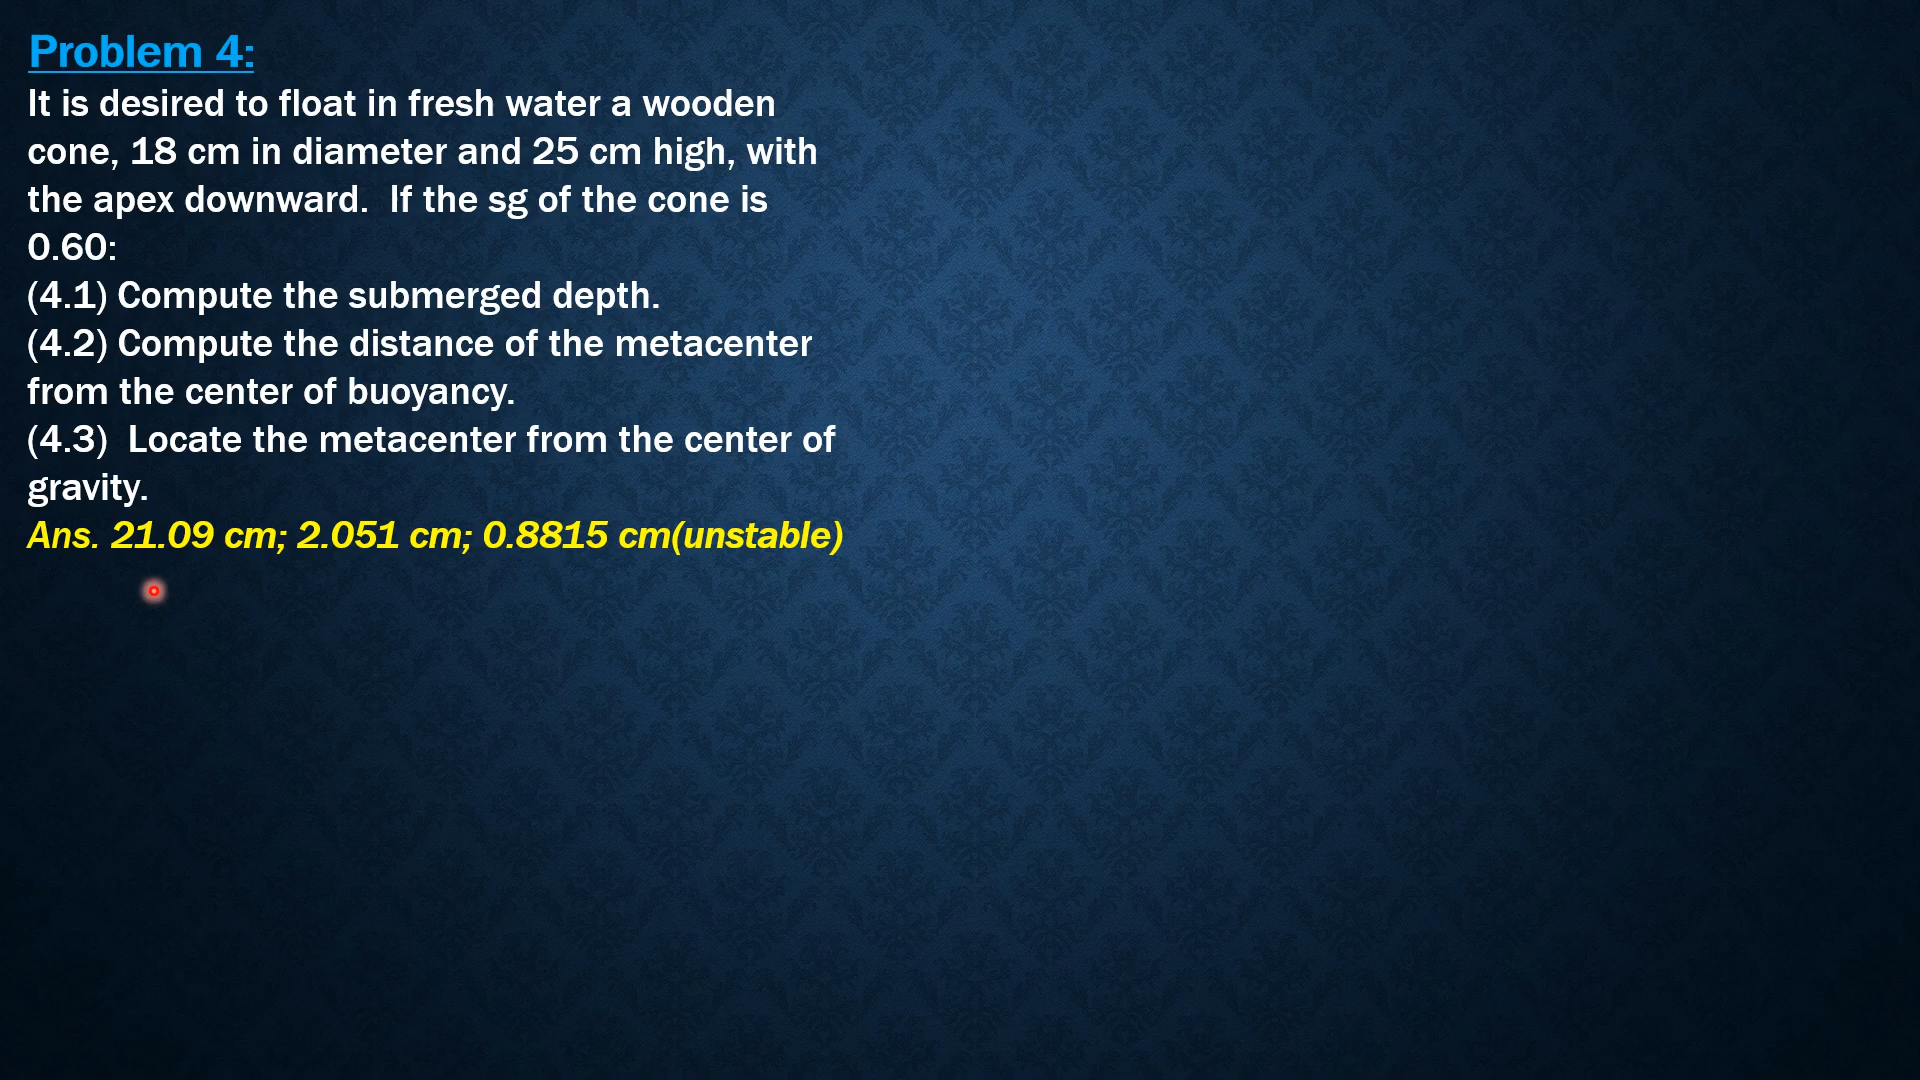 Problem 4:
It is desired to float in fresh water a wooden
cone, 18 cm in diameter and 25 cm high, with
the apex downward.  If the sg of the cone is
0.60:
(4.1) Compute the submerged depth.
(4.2) Compute the distance of the metacenter
from the center of buoyancy.
(4.3)  Locate the metacenter from the center of
gravity.
Ans. 21.09 cm; 2.051 cm; 0.8815 cm(unstable)